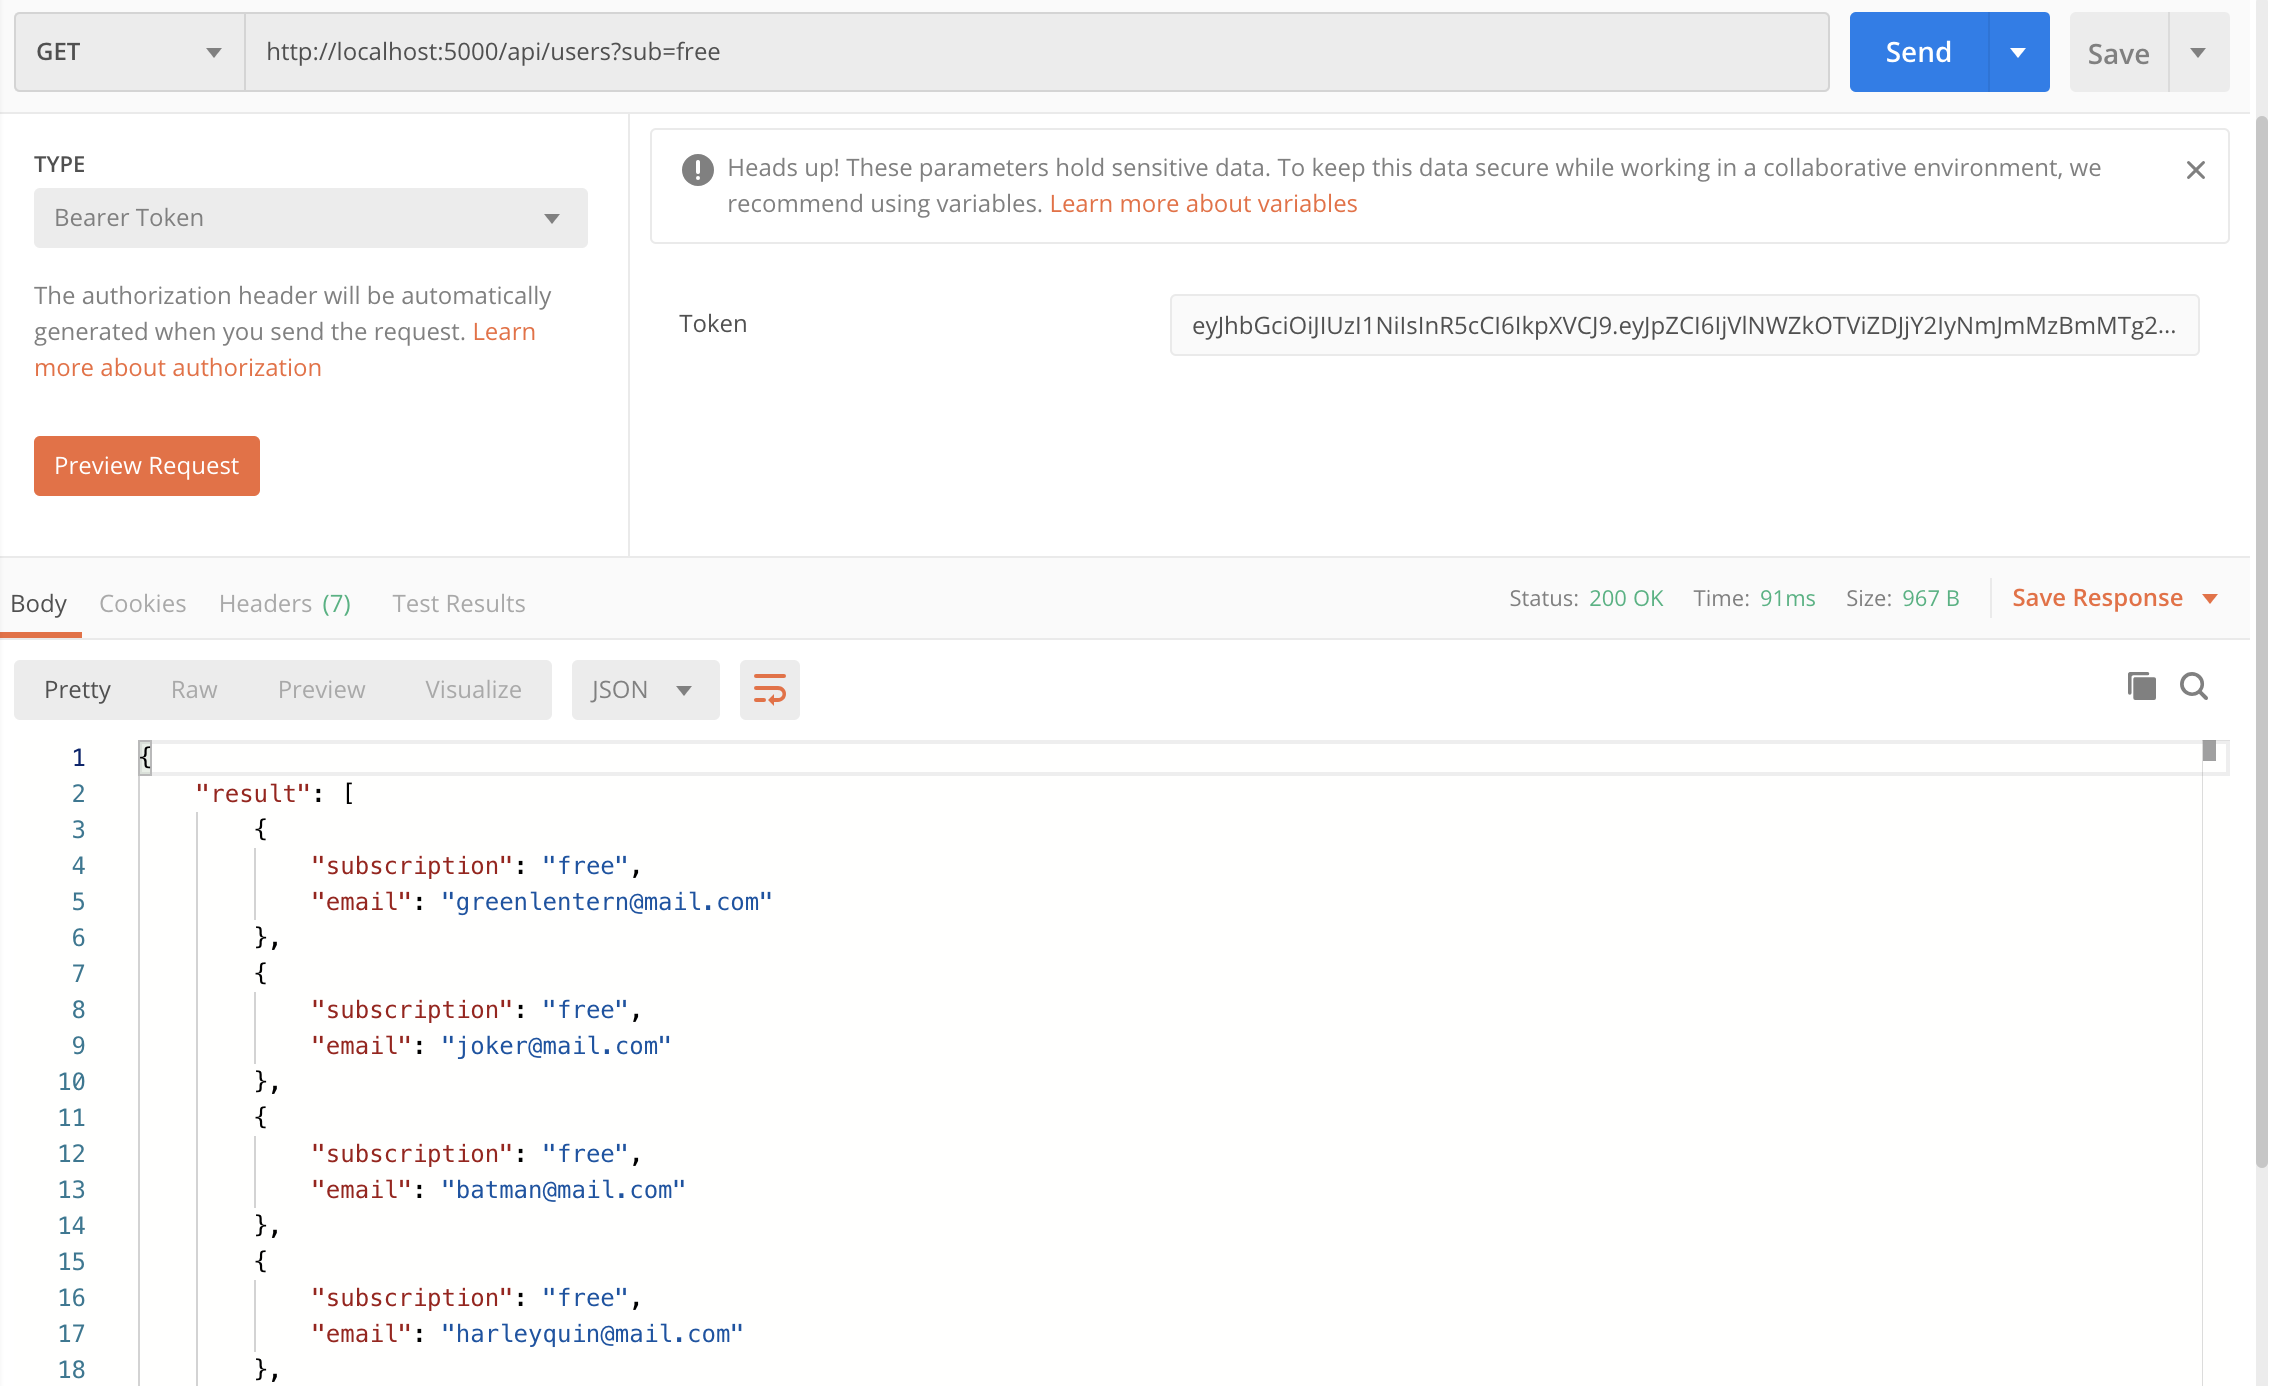 GET http://localhost:5000/api/users?sub=free Send Save
TYPE
Bearer Token
The authorization header will be automatically
generated when you send the request. Learn
more about authorization
Preview Request
Heads up! These parameters hold sensitive data. To keep this data secure while working in a collaborative environment, we
recommend using variables. Learn more about variables
Token eyJhbGciOiJIUzI1NiIsInR5cCI6IkpXVCJ9.eyJpZCI6IjVlNWZkOTViZDJjY2IyNmJmMzBmMTg2...
Body Cookies Headers (7) Test Results Status: 200 OK Time: 91ms Size: 967 B Save Response
Pretty Raw Preview Visualize JSON
1 {
2 "result": [
3 {
4 "subscription": "free",
5 "email": "greenlentern@mail.com"
6 },
7 {
8 "subscription": "free",
9 "email": "joker@mail.com"
10 },
11 {
12 "subscription": "free",
13 "email": "batman@mail.com"
14 },
15 {
16 "subscription": "free",
17 "email": "harleyquin@mail.com"
18 },